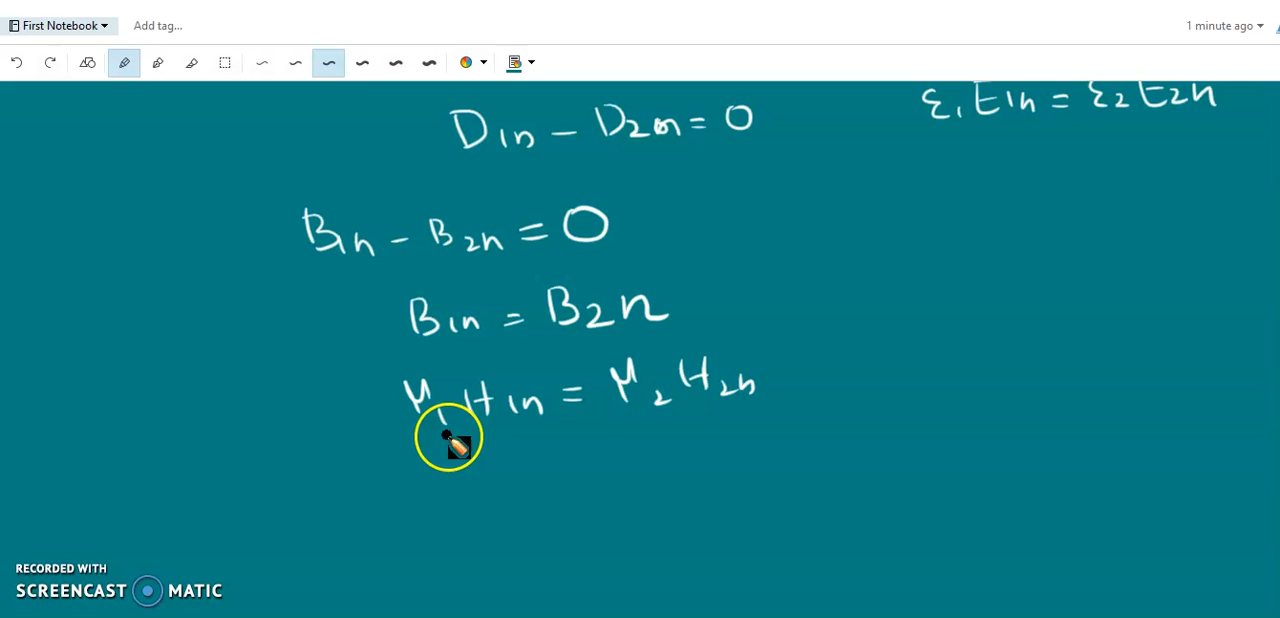 First Notebook
Add tag...
1 minute ago
D1n - D2n = 0
ε1E1n = ε2E2n
B1n - B2n = 0
B1n = B2n
μ1H1n = μ2H2n
RECORDED WITH
SCREENCAST MATIC